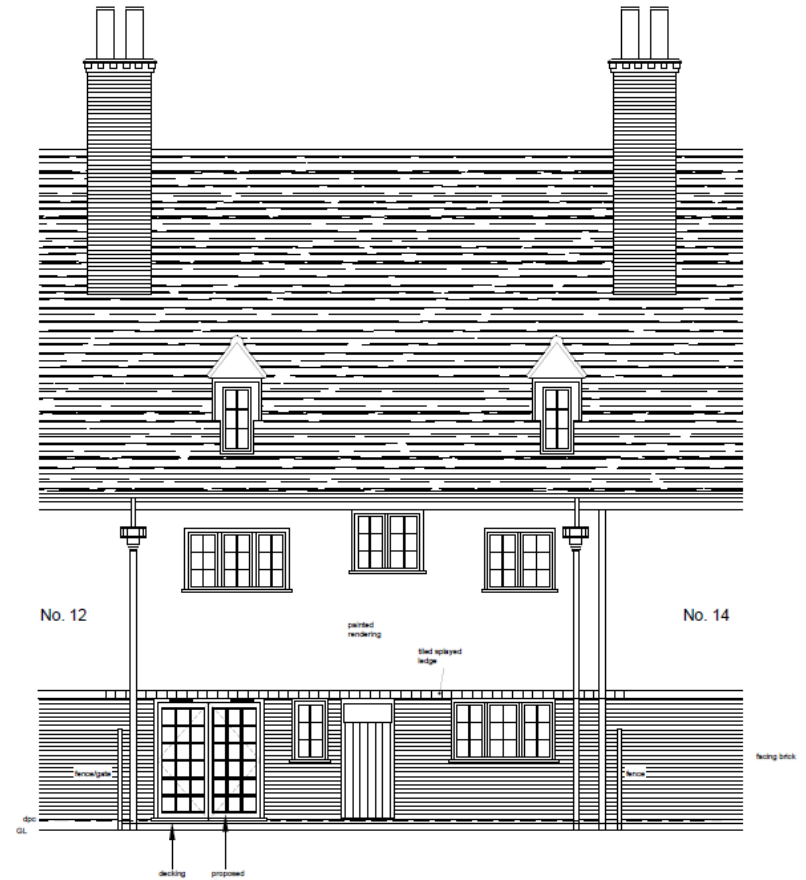 No. 12
No. 14
painted
rendering
tiled splayed
ledge
facing brick
fence/gate
fence
dpc
GL
decking
proposed